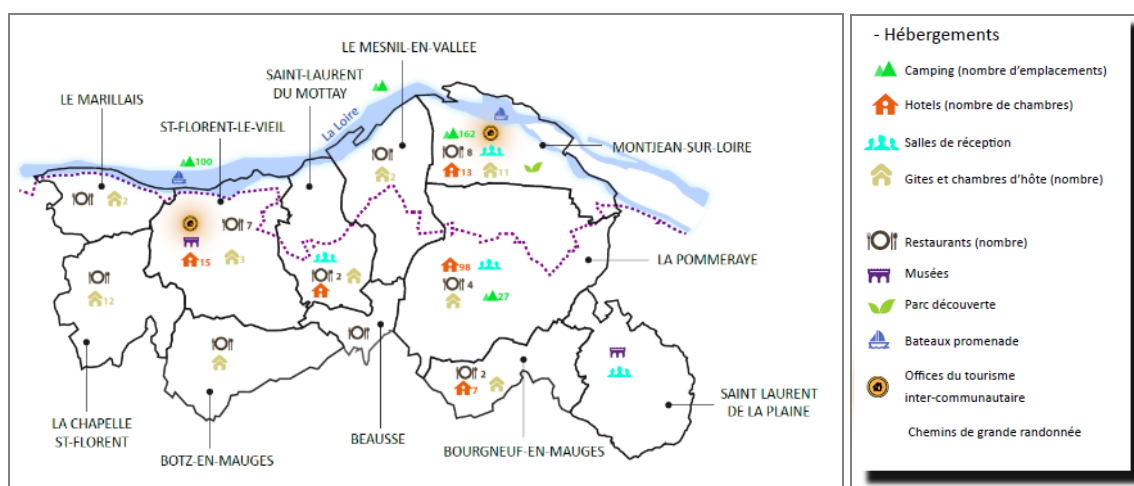 LE MESNIL-EN-VALLEE
SAINT-LAURENT
DU MOTTAY
LE MARILLAIS
ST-FLORENT-LE-VIEIL
La Loire
100
162
8
13
11
MONTJEAN-SUR-LOIRE
2
2
7
15
3
2
98
4
27
LA POMMERAYE
12
2
7
SAINT LAURENT
DE LA PLAINE
LA CHAPELLE
ST-FLORENT
BOTZ-EN-MAUGES
BEAUSSE
BOURGNEUF-EN-MAUGES
- Hébergements
Camping (nombre d'emplacements)
Hotels (nombre de chambres)
Salles de réception
Gites et chambres d'hôte (nombre)
Restaurants (nombre)
Musées
Parc découverte
Bateaux promenade
Offices du tourisme
inter-communautaire
Chemins de grande randonnée